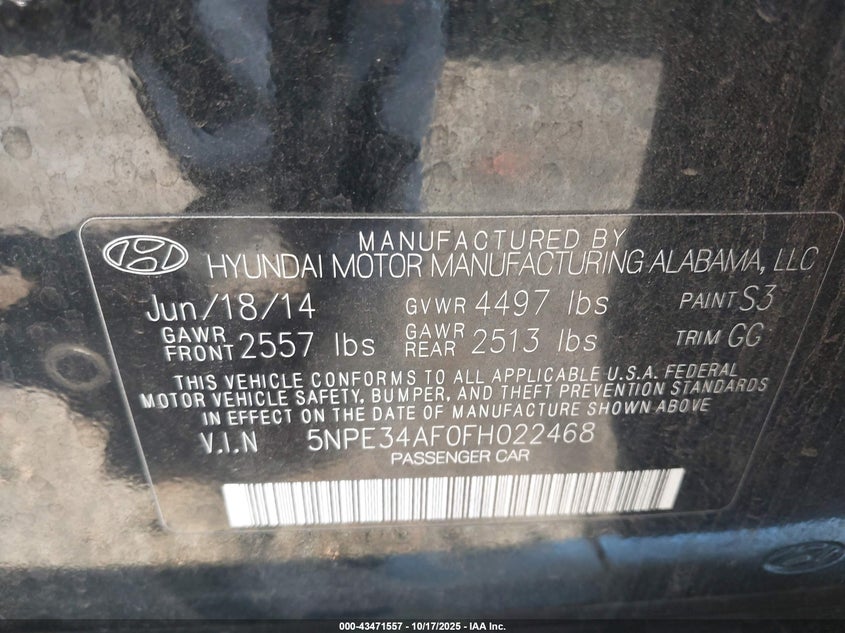 MANUFACTURED BY
HYUNDAI MOTOR MANUFACTURING ALABAMA, LLC
Jun/18/14 GVWR 4497 lbs PAINT S3
GAWR FRONT 2557 lbs GAWR REAR 2513 lbs TRIM GG
THIS VEHICLE CONFORMS TO ALL APPLICABLE U.S.A. FEDERAL
MOTOR VEHICLE SAFETY, BUMPER, AND THEFT PREVENTION STANDARDS
IN EFFECT ON THE DATE OF MANUFACTURE SHOWN ABOVE
V.I.N 5NPE34AF0FH022468
PASSENGER CAR
000-43471557 - 10/17/2025 - IAA Inc.